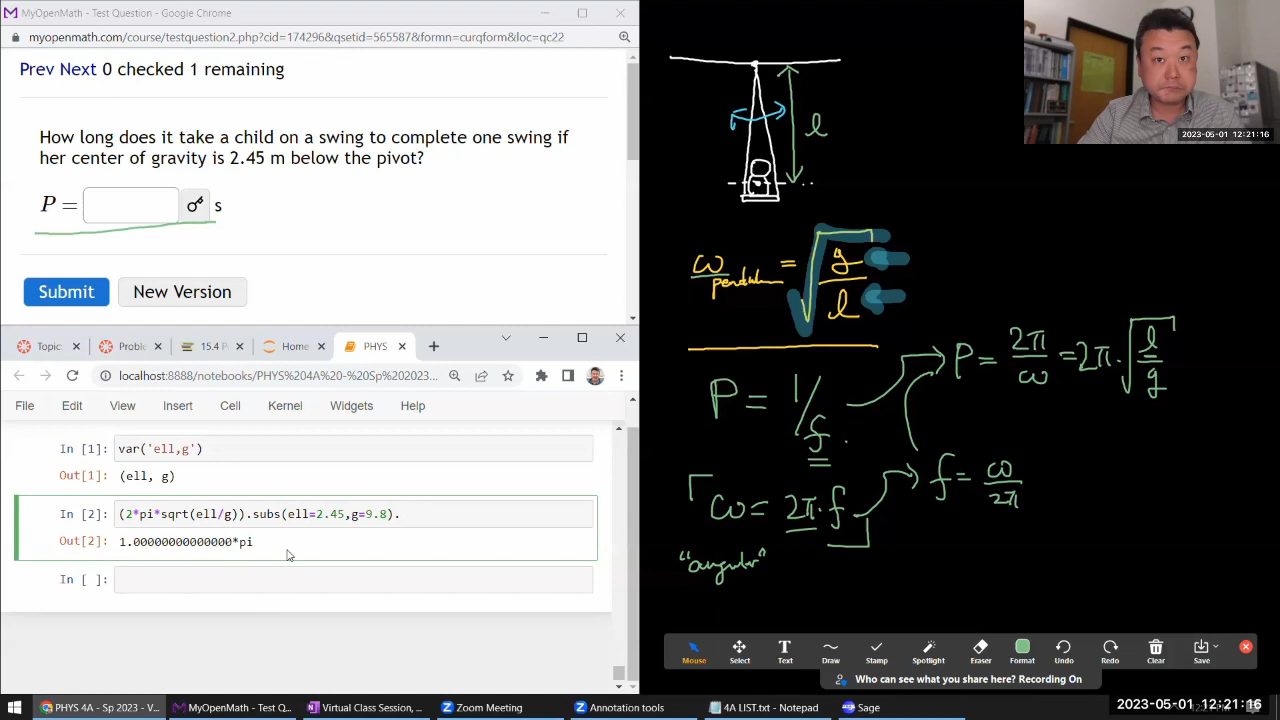 MyOpenMath - Test Question - Google Chrome
myopenmath.com/course/testquestion2.php?cid=174296&qsetid=565587&formn=curqform&loc=qc22
Prev Next 0 checked 1 remaining
How long does it take a child on a swing to complete one swing if
her center of gravity is 2.45 m below the pivot?
P = s
Submit New Version
Topic Proble 15.4 P Home PHYS
localhost:8888/notebooks/PHYS%204A%20-%20Sp%202023...
File Edit View Insert Cell Kernel Widgets Help
In [1]: var('ell,g')
Out[1]: (ell, g)
In [2]: (2*pi*sqrt(ell/g)).subs(ell=2.45,g=9.8).
Out[2]: 1.00000000000000*pi
In [ ]:
l
ω pendulum = √ g / l
P = 1/f
P = 2π/ω = 2π·√ l/g
ω = 2π·f
f = ω/2π
"angular"
2023-05-01 12:21:16
Mouse Select Text Draw Stamp Spotlight Eraser Format Undo Redo Clear Save
Who can see what you share here? Recording On
PHYS 4A - Sp 2023 -... MyOpenMath - Test Q... Virtual Class Session,... Zoom Meeting Annotation tools 4A LIST.txt - Notepad Sage
2023-05-01 12:21:16